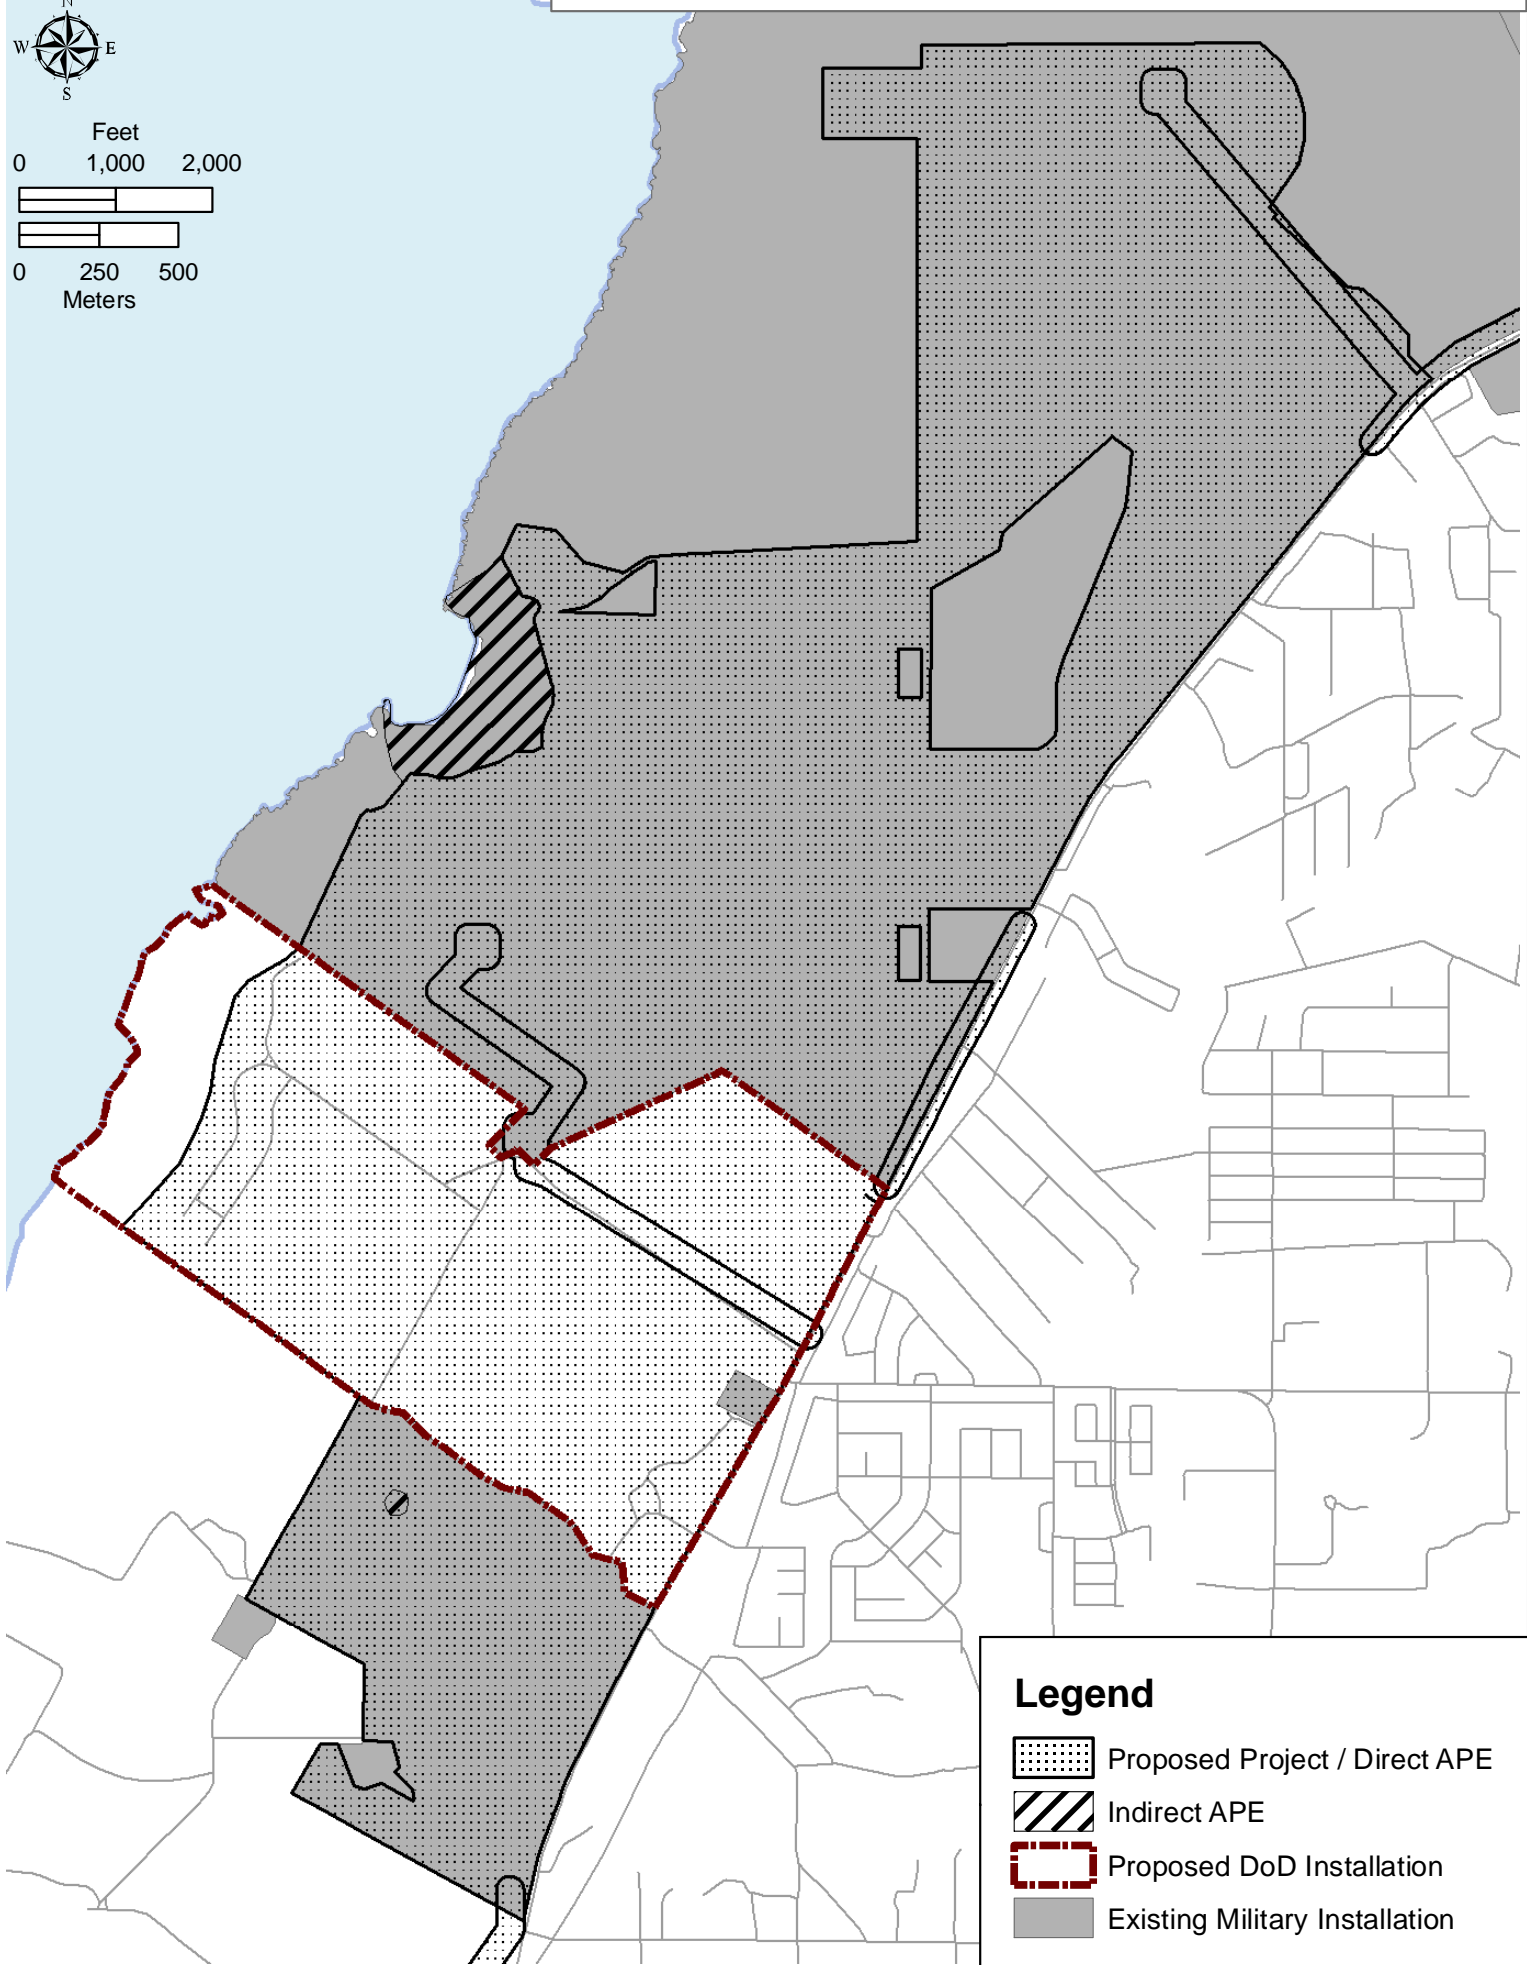 N
W E
S
Feet
0 1,000 2,000
0 250 500
Meters
Legend
Proposed Project / Direct APE
Indirect APE
Proposed DoD Installation
Existing Military Installation